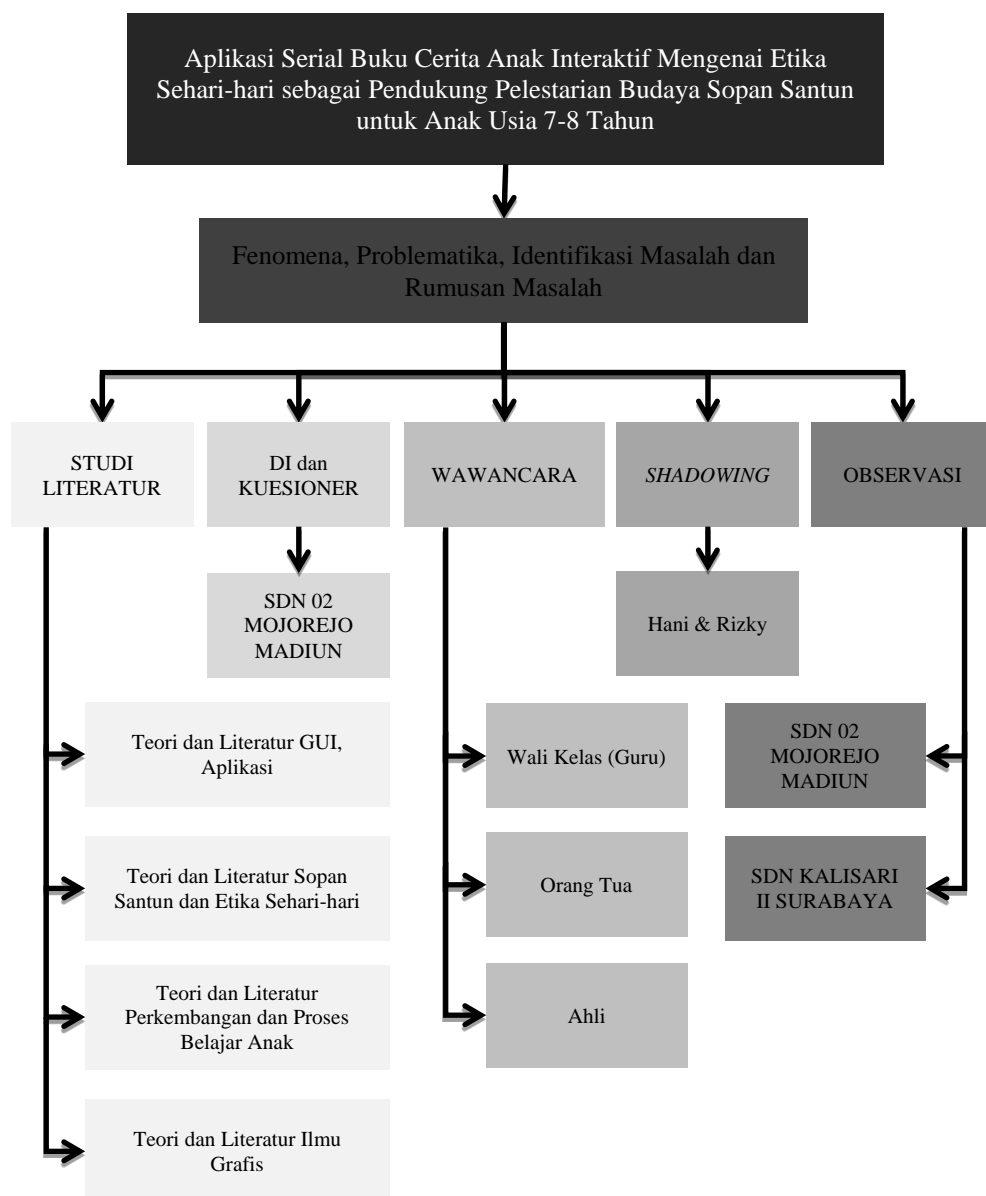 Aplikasi Serial Buku Cerita Anak Interaktif Mengenai Etika
Sehari-hari sebagai Pendukung Pelestarian Budaya Sopan Santun
untuk Anak Usia 7-8 Tahun
Fenomena, Problematika, Identifikasi Masalah dan
Rumusan Masalah
STUDI
LITERATUR
DI dan
KUESIONER
WAWANCARA
SHADOWING
OBSERVASI
SDN 02
MOJOREJO
MADIUN
Hani & Rizky
Teori dan Literatur GUI,
Aplikasi
Teori dan Literatur Sopan
Santun dan Etika Sehari-hari
Teori dan Literatur
Perkembangan dan Proses
Belajar Anak
Teori dan Literatur Ilmu
Grafis
Wali Kelas (Guru)
Orang Tua
Ahli
SDN 02
MOJOREJO
MADIUN
SDN KALISARI
II SURABAYA